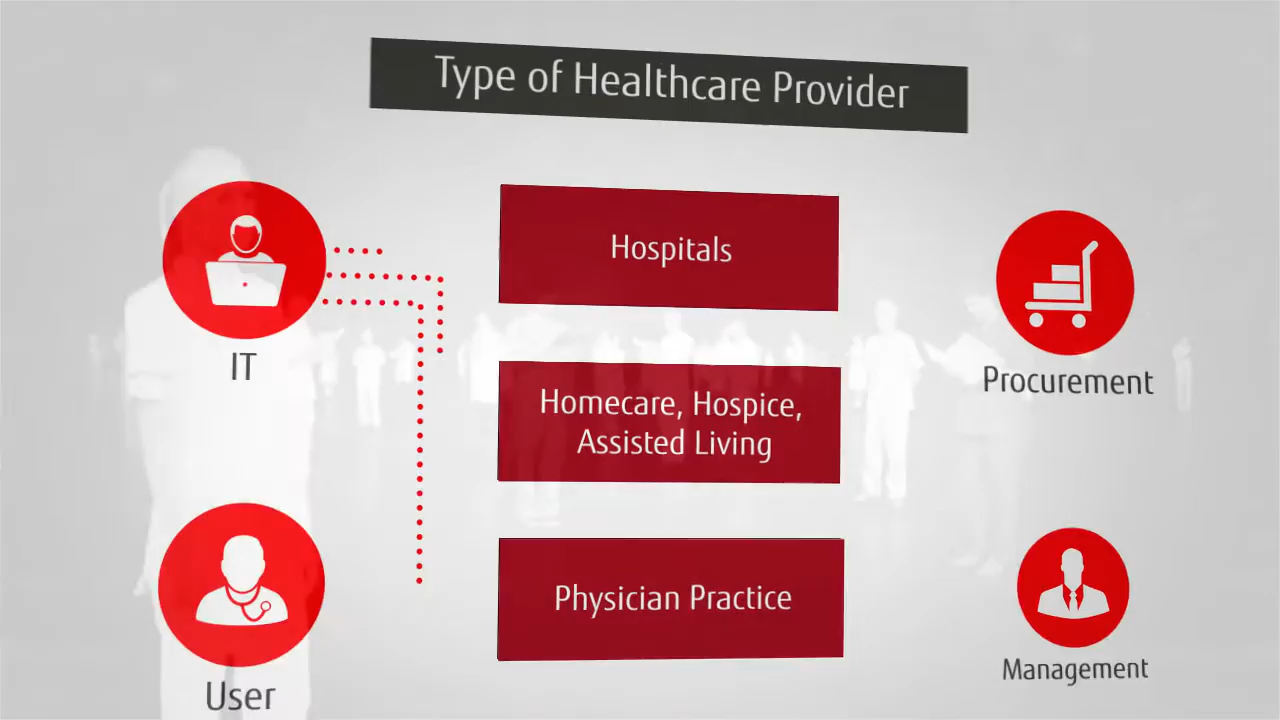 Type of Healthcare Provider
Hospitals
IT
Procurement
Homecare, Hospice,
Assisted Living
Physician Practice
User
Management